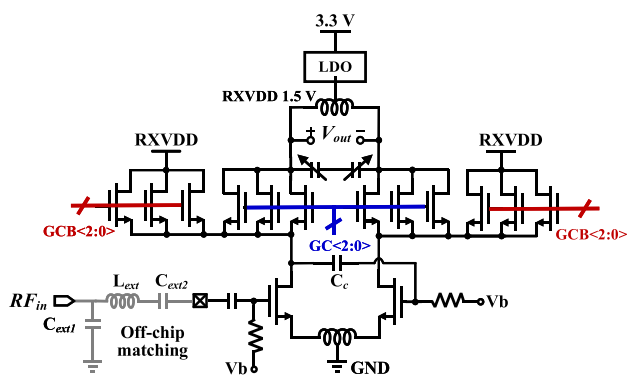 3.3 V
LDO
RXVDD 1.5 V
+ Vout −
RXVDD
RXVDD
GCB<2:0>
GC<2:0>
GCB<2:0>
Cc
Lext
Cext2
RFin
Cext1
Off-chip
matching
Vb
Vb
GND